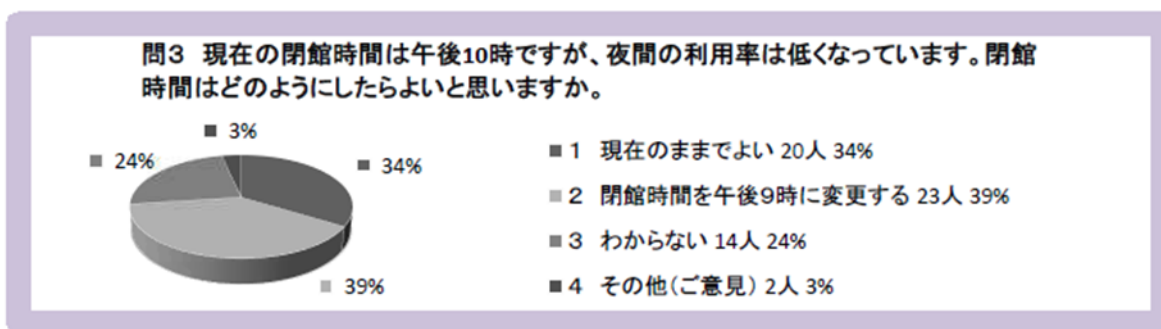 問3 現在の閉館時間は午後10時ですが、夜間の利用率は低くなっています。閉館
時間はどのようにしたらよいと思いますか。
3%
24%
34%
39%
1 現在のままでよい 20人 34%
2 閉館時間を午後9時に変更する 23人 39%
3 わからない 14人 24%
4 その他(ご意見) 2人 3%